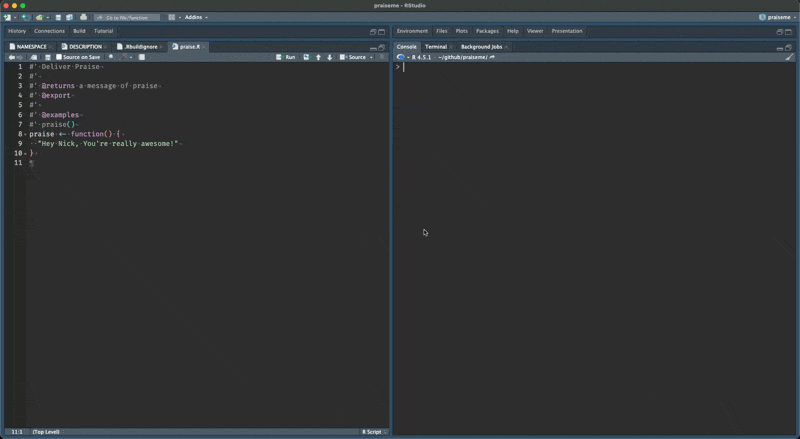 praiseme - RStudio
Go to file/function
Addins
praiseme
History Connections Build Tutorial
Environment Files Plots Packages Help Viewer Presentation
NAMESPACE DESCRIPTION .Rbuildignore praise.R
Console Terminal Background Jobs
Source on Save Run Source
R 4.5.1 · ~/github/praiseme/
1 #' Deliver Praise
2 #'
3 #' @returns a message of praise
4 #' @export
5 #'
6 #' @examples
7 #' praise()
8 praise <- function() {
9 "Hey Nick, You're really awesome!"
10 }
11
>
11:1 (Top Level) R Script